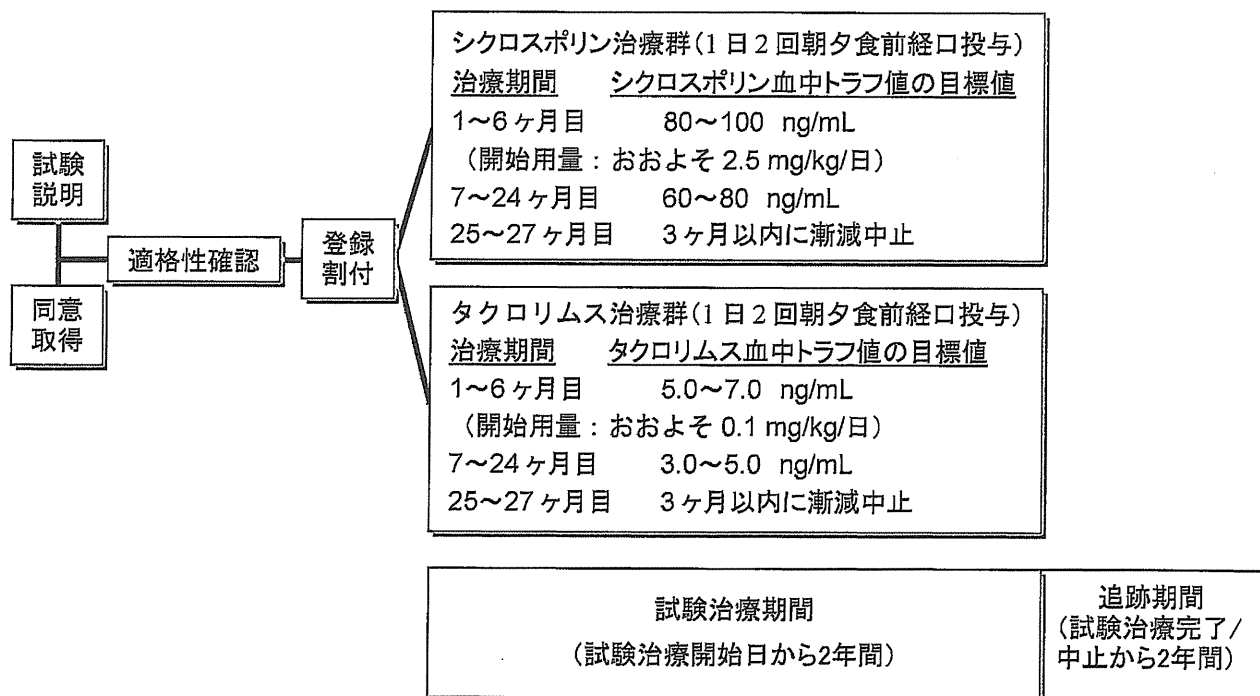 試験
説明
同意
取得
適格性確認
登録
割付
シクロスポリン治療群(1日2回朝夕食前経口投与)
治療期間 シクロスポリン血中トラフ値の目標値
1～6ヶ月目 80～100 ng/mL
(開始用量：おおよそ 2.5 mg/kg/日)
7～24ヶ月目 60～80 ng/mL
25～27ヶ月目 3ヶ月以内に漸減中止
タクロリムス治療群(1日2回朝夕食前経口投与)
治療期間 タクロリムス血中トラフ値の目標値
1～6ヶ月目 5.0～7.0 ng/mL
(開始用量：おおよそ 0.1 mg/kg/日)
7～24ヶ月目 3.0～5.0 ng/mL
25～27ヶ月目 3ヶ月以内に漸減中止
試験治療期間
(試験治療開始日から2年間)
追跡期間
(試験治療完了/
中止から2年間)